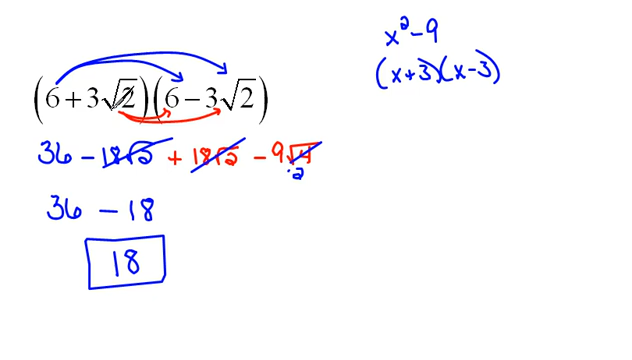 x² - 9
(x+3)(x-3)
(6 + 3√2)(6 - 3√2)
36 - 18√2 + 18√2 - 9√4
·2
36 - 18
18